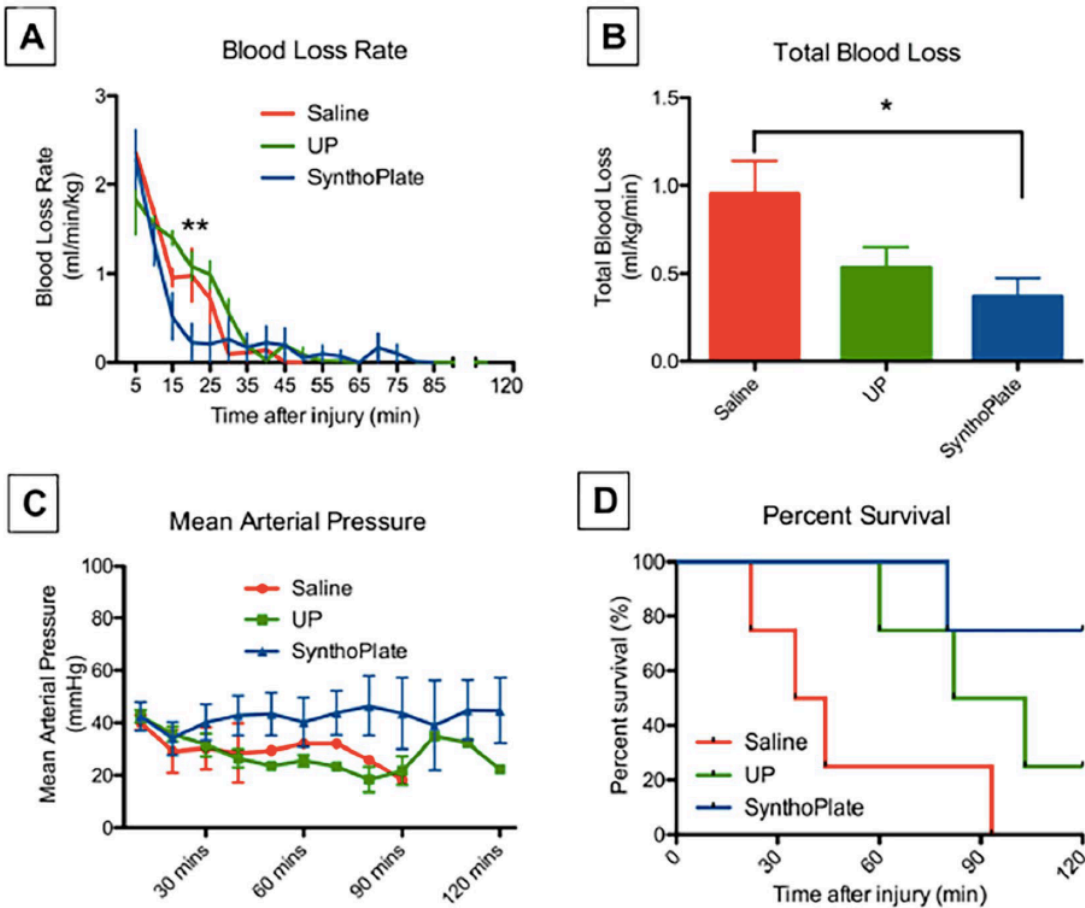 A
Blood Loss Rate
Blood Loss Rate
(ml/min/kg)
3
2
1
0
Saline
UP
SynthoPlate
**
5 15 25 35 45 55 65 75 85 120
Time after injury (min)
B
Total Blood Loss
Total Blood Loss
(ml/kg/min)
1.5
1.0
0.5
0.0
*
Saline
UP
SynthoPlate
C
Mean Arterial Pressure
Mean Arterial Pressure
(mmHg)
100
80
60
40
20
0
Saline
UP
SynthoPlate
30 mins
60 mins
90 mins
120 mins
D
Percent Survival
Percent survival (%)
100
80
60
40
20
0
Saline
UP
SynthoPlate
0 30 60 90 120
Time after injury (min)